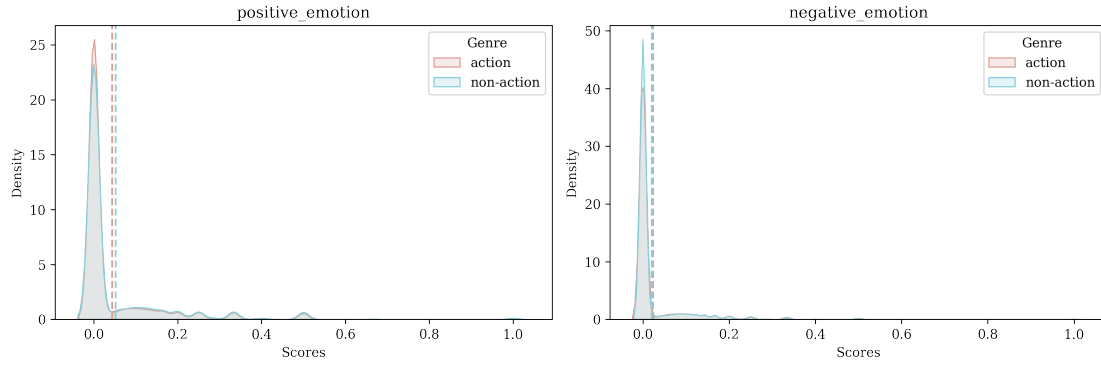 positive_emotion
Density
25
20
15
10
5
0
0.0 0.2 0.4 0.6 0.8 1.0
Scores
Genre
action
non-action
negative_emotion
Density
50
40
30
20
10
0
0.0 0.2 0.4 0.6 0.8 1.0
Scores
Genre
action
non-action